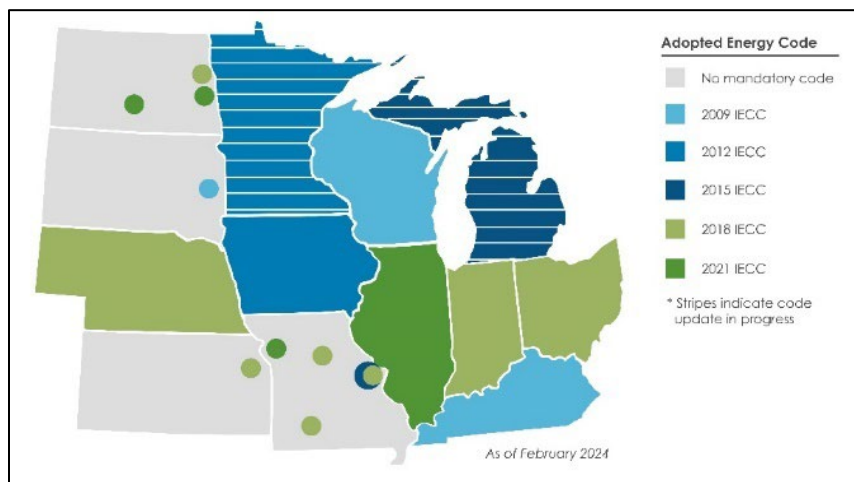 Adopted Energy Code
No mandatory code
2009 IECC
2012 IECC
2015 IECC
2018 IECC
2021 IECC
* Stripes indicate code
update in progress
As of February 2024